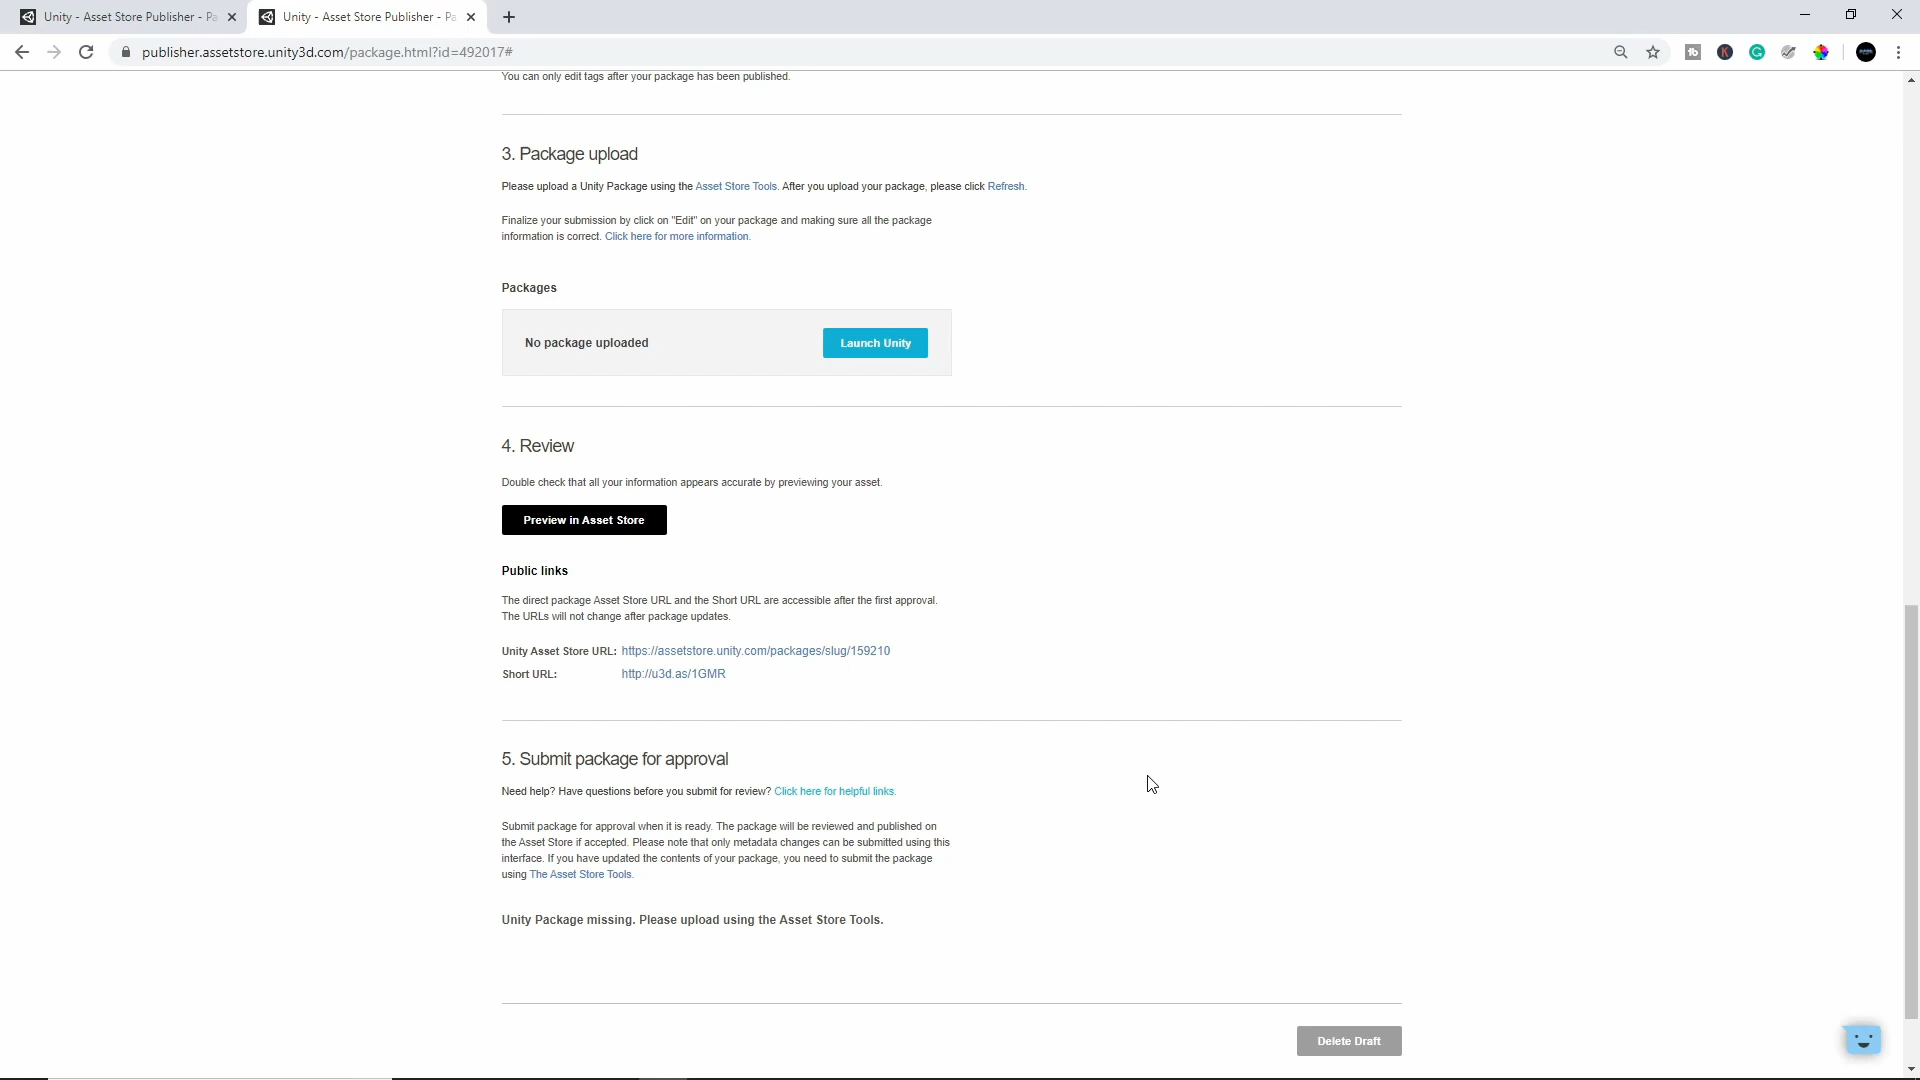 Unity - Asset Store Publisher - Pa
Unity - Asset Store Publisher - Pa
publisher.assetstore.unity3d.com/package.html?id=492017#
You can only edit tags after your package has been published.
3. Package upload
Please upload a Unity Package using the Asset Store Tools. After you upload your package, please click Refresh.
Finalize your submission by click on "Edit" on your package and making sure all the package
information is correct. Click here for more information.
Packages
No package uploaded
Launch Unity
4. Review
Double check that all your information appears accurate by previewing your asset.
Preview in Asset Store
Public links
The direct package Asset Store URL and the Short URL are accessible after the first approval.
The URLs will not change after package updates.
Unity Asset Store URL: https://assetstore.unity.com/packages/slug/159210
Short URL: http://u3d.as/1GMR
5. Submit package for approval
Need help? Have questions before you submit for review? Click here for helpful links.
Submit package for approval when it is ready. The package will be reviewed and published on
the Asset Store if accepted. Please note that only metadata changes can be submitted using this
interface. If you have updated the contents of your package, you need to submit the package
using The Asset Store Tools.
Unity Package missing. Please upload using the Asset Store Tools.
Delete Draft